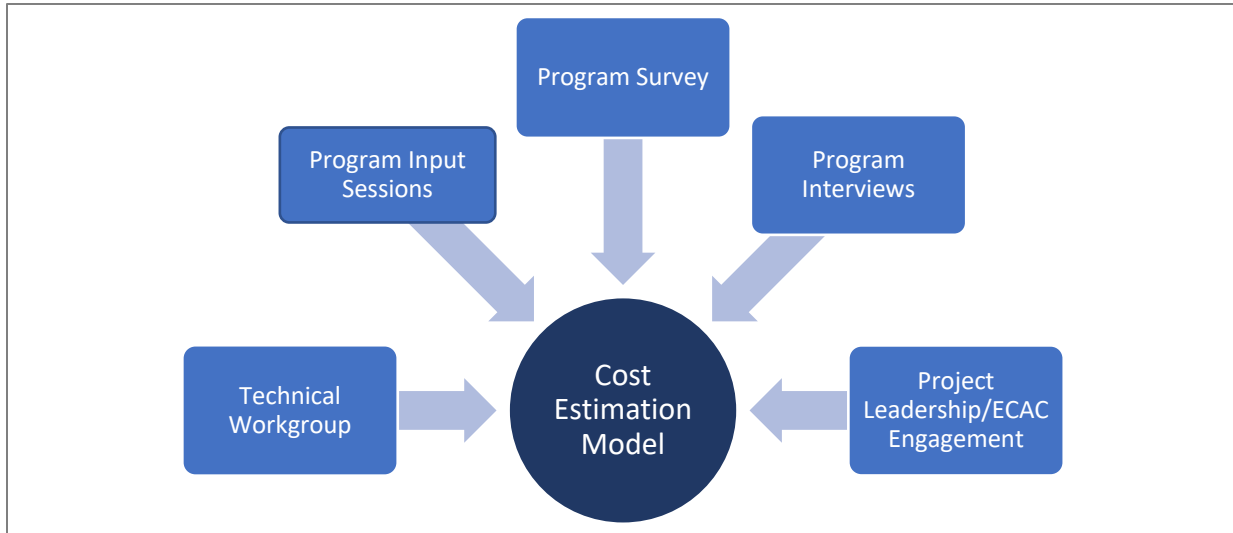 Program Survey
Program Input
Sessions
Program
Interviews
Technical
Workgroup
Cost
Estimation
Model
Project
Leadership/ECAC
Engagement